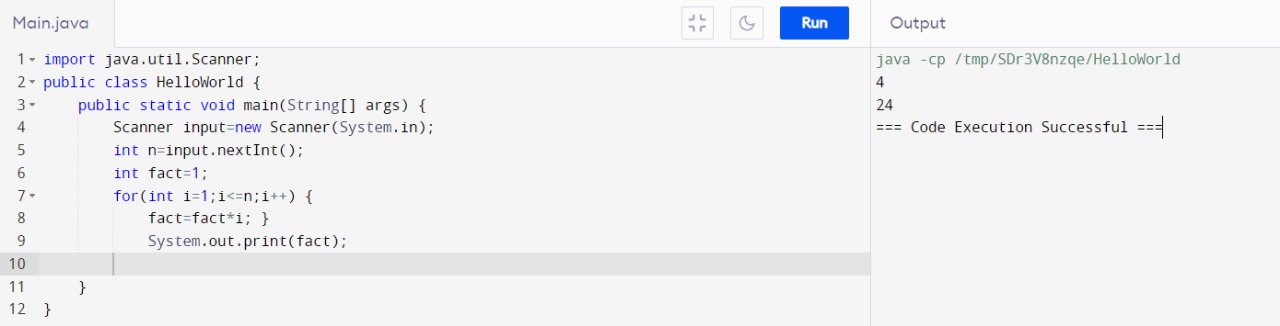 Main.java
Run
Output
1 import java.util.Scanner;
2 public class HelloWorld {
3     public static void main(String[] args) {
4         Scanner input=new Scanner(System.in);
5         int n=input.nextInt();
6         int fact=1;
7         for(int i=1;i<=n;i++) {
8             fact=fact*i; }
9             System.out.print(fact);
10
11     }
12 }
java -cp /tmp/SDr3V8nzqe/HelloWorld
4
24
=== Code Execution Successful ===